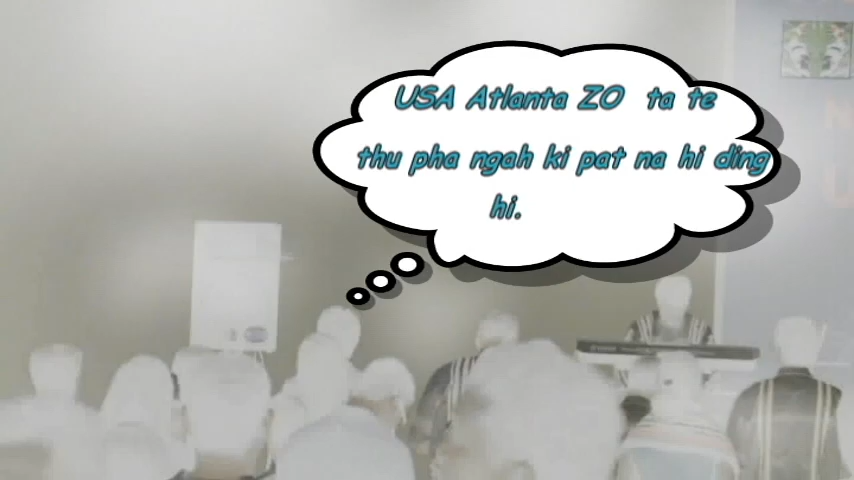 USA Atlanta ZO ta te
thu pha ngah ki pat na hi ding
hi.